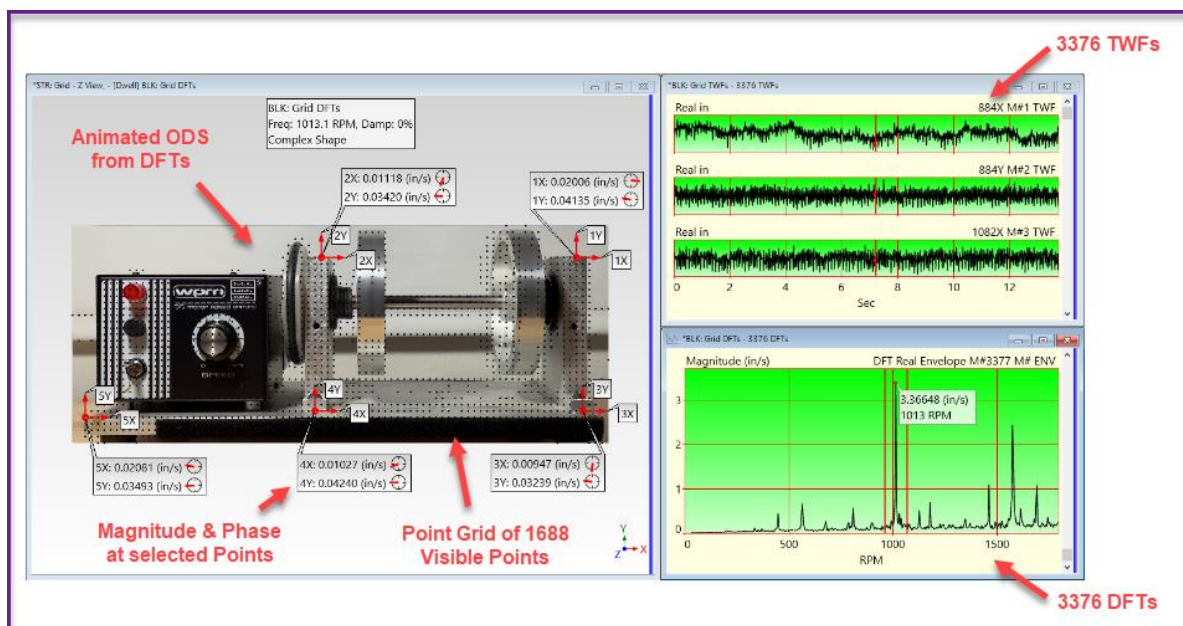 3376 TWFs
*STR: Grid - Z View, - [Dwell] BLK: Grid DFTs
BLK: Grid DFTs
Freq: 1013.1 RPM, Damp: 0%
Complex Shape
Animated ODS
from DFTs
2X: 0.01118 (in/s)
2Y: 0.03420 (in/s)
1X: 0.02006 (in/s)
1Y: 0.04135 (in/s)
2Y
2X
1Y
1X
wpm
SPEED
5Y
5X
4Y
4X
3Y
3X
5X: 0.02081 (in/s)
5Y: 0.03493 (in/s)
4X: 0.01027 (in/s)
4Y: 0.04240 (in/s)
3X: 0.00947 (in/s)
3Y: 0.03239 (in/s)
Magnitude & Phase
at selected Points
Point Grid of 1688
Visible Points
Y
Z X
*BLK: Grid TWFs - 3376 TWFs
Real in 884X M#1 TWF
Real in 884Y M#2 TWF
Real in 1082X M#3 TWF
0 2 4 6 8 10 12
Sec
*BLK: Grid DFTs - 3376 DFTs
Magnitude (in/s) DFT Real Envelope M#3377 M# ENV
3.36648 (in/s)
1013 RPM
3
2
1
0
0 500 1000 1500
RPM
3376 DFTs